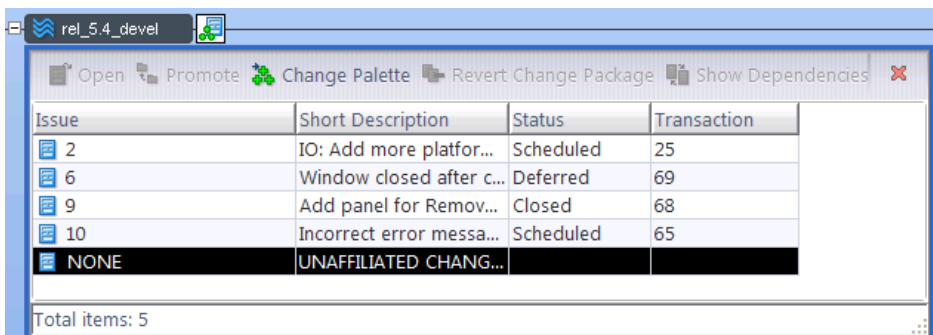 rel_5.4_devel
Open Promote Change Palette Revert Change Package Show Dependencies
Issue Short Description Status Transaction
2 IO: Add more platfor... Scheduled 25
6 Window closed after c... Deferred 69
9 Add panel for Remov... Closed 68
10 Incorrect error messa... Scheduled 65
NONE UNAFFILIATED CHANG...
Total items: 5